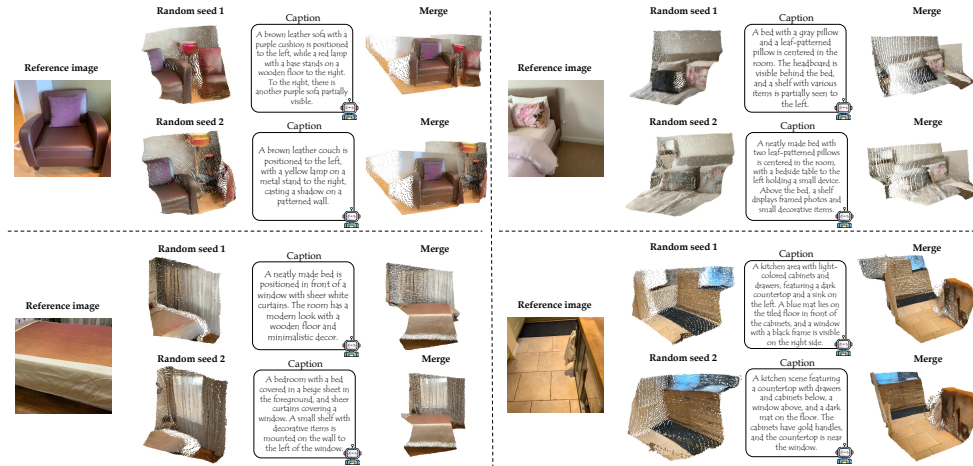 Random seed 1
Caption
Merge
Reference image
A brown leather sofa with a
purple cushion is positioned
to the left, while a red lamp
with a base stands on a
wooden floor to the right.
To the right, there is
another purple sofa partially
visible.
Random seed 2
Caption
Merge
A brown leather couch is
positioned to the left,
with a yellow lamp on a
metal stand to the right,
casting a shadow on a
patterned wall.
Random seed 1
Caption
Merge
Reference image
A bed with a gray pillow
and a leaf-patterned
pillow is centered in the
room. The headboard is
visible behind the bed,
and a shelf with various
items is partially seen to
the left.
Random seed 2
Caption
Merge
A neatly made bed with
two leaf-patterned pillows
is centered in the room,
with a bedside table to the
left holding a small device.
Above the bed, a shelf
displays framed photos and
small decorative items.
Random seed 1
Caption
Merge
Reference image
A neatly made bed is
positioned in front of a
window with sheer white
curtains. The room has a
modern look with a
wooden floor and
minimalistic decor.
Random seed 2
Caption
Merge
A bedroom with a bed
covered in a beige sheet in
the foreground, and sheer
curtains covering a
window. A small shelf with
decorative items is
mounted on the wall to
the left of the window.
Random seed 1
Caption
Merge
Reference image
A kitchen area with light-
colored cabinets and
drawers, featuring a dark
countertop and a sink on
the left. A blue mat lies on
the tiled floor in front of
the cabinets, and a window
with a black frame is visible
on the right side.
Random seed 2
Caption
Merge
A kitchen scene featuring
a countertop with drawers
and cabinets below, a
window above, and a dark
mat on the floor. The
cabinets have gold handles,
and the countertop is near
the window.